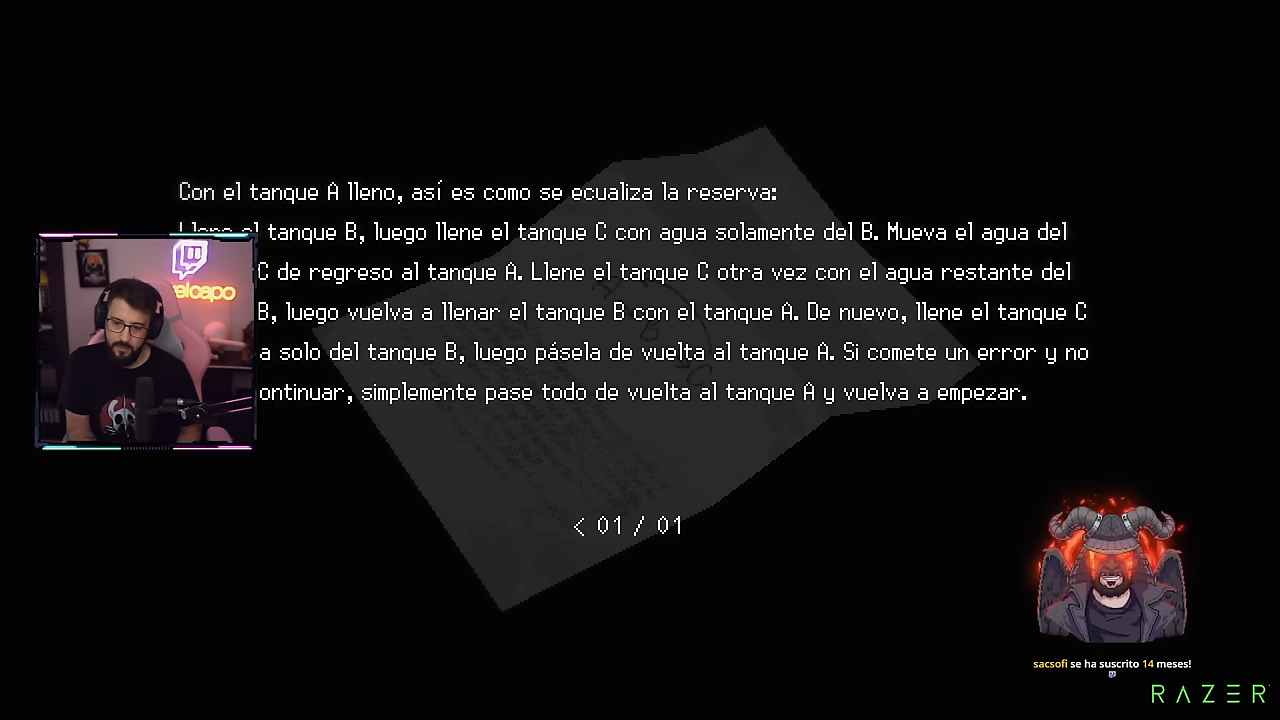 Con el tanque A lleno, así es como se ecualiza la reserva:
el tanque B, luego llene el tanque C con agua solamente del B. Mueva el agua del
C de regreso al tanque A. Llene el tanque C otra vez con el agua restante del
B, luego vuelva a llenar el tanque B con el tanque A. De nuevo, llene el tanque C
a solo del tanque B, luego pásela de vuelta al tanque A. Si comete un error y no
ontinuar, simplemente pase todo de vuelta al tanque A y vuelva a empezar.
elcapo
< 01 / 01
sacsofi se ha suscrito 14 meses!
RAZER